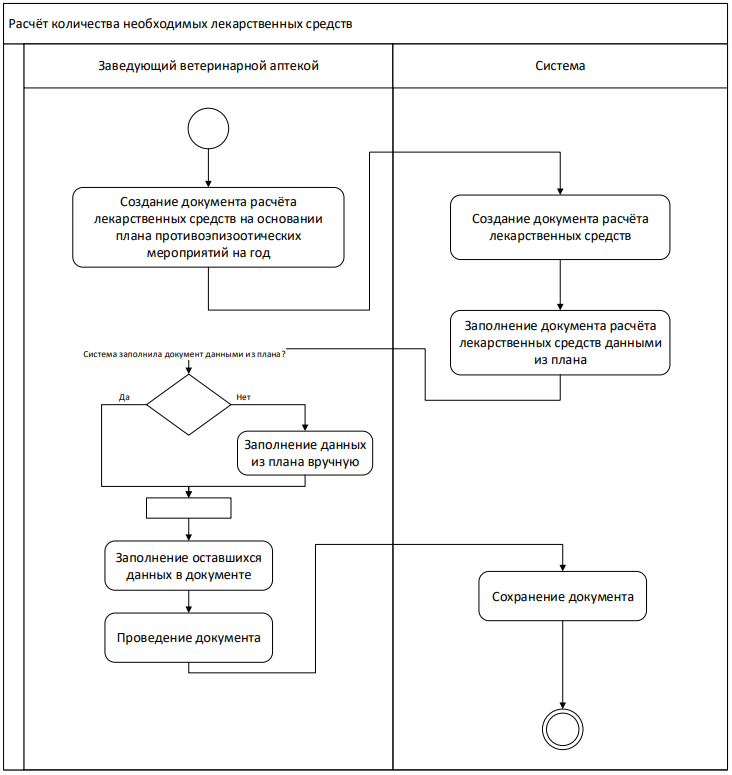 Расчёт количества необходимых лекарственных средств
Заведующий ветеринарной аптекой
Система
Создание документа расчёта
лекарственных средств на основании
плана противоэпизоотических
мероприятий на год
Создание документа расчёта
лекарственных средств
Заполнение документа расчёта
лекарственных средств данными
из плана
Система заполнила документ данными из плана?
Да
Нет
Заполнение данных
из плана вручную
Заполнение оставшихся
данных в документе
Проведение документа
Сохранение документа